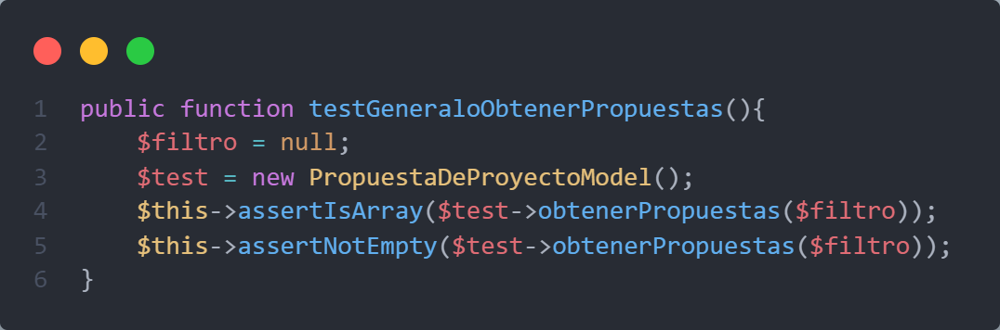 1 public function testGeneraloObtenerPropuestas(){
2 $filtro = null;
3 $test = new PropuestaDeProyectoModel();
4 $this->assertIsArray($test->obtenerPropuestas($filtro));
5 $this->assertNotEmpty($test->obtenerPropuestas($filtro));
6 }